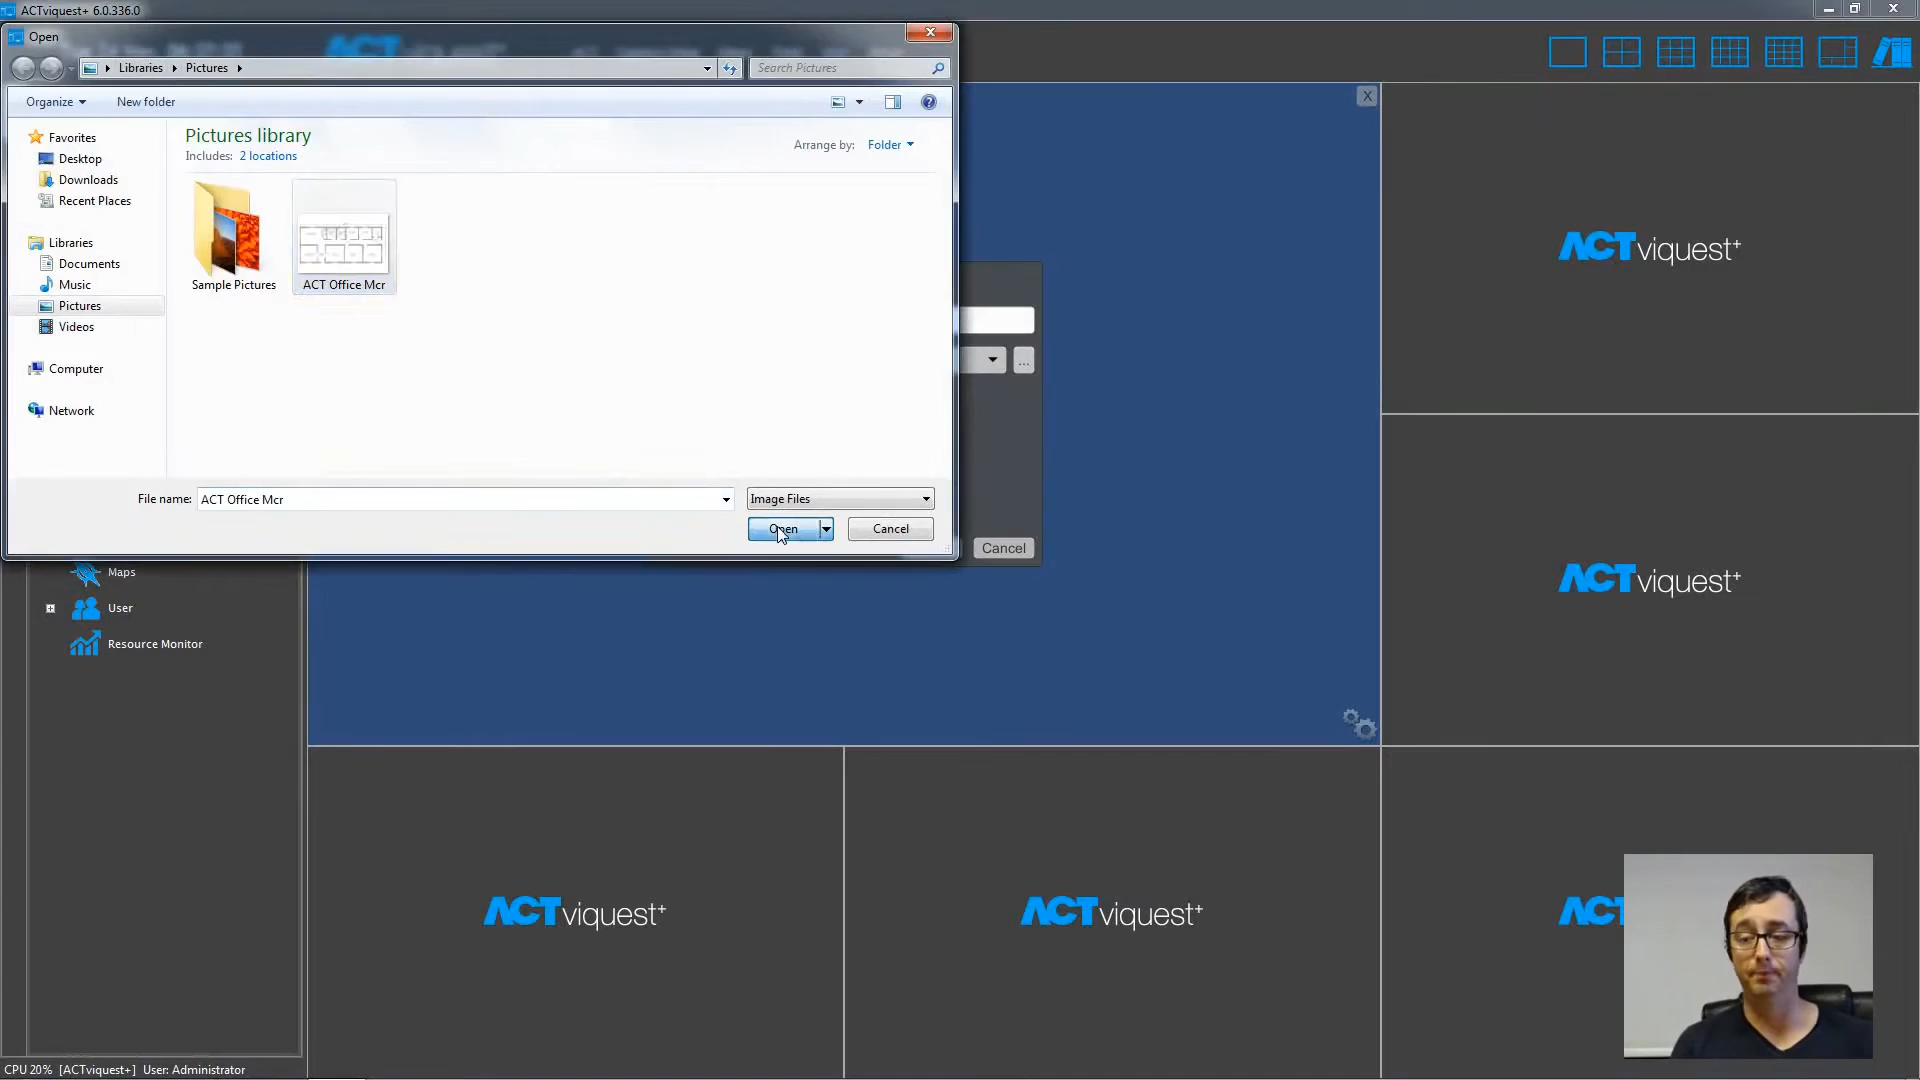 ACTviquest+ 6.0.336.0
Open
Libraries
Pictures
Search Pictures
Organize
New folder
Favorites
Desktop
Downloads
Recent Places
Libraries
Documents
Music
Pictures
Videos
Computer
Network
Pictures library
Includes: 2 locations
Arrange by: Folder
Sample Pictures
ACT Office Mcr
File name: ACT Office Mcr
Image Files
Open
Cancel
X
...
Cancel
Maps
User
Resource Monitor
ACTviquest+
ACTviquest+
ACTviquest+
ACTviquest+
CPU 20% [ACTviquest+] User: Administrator